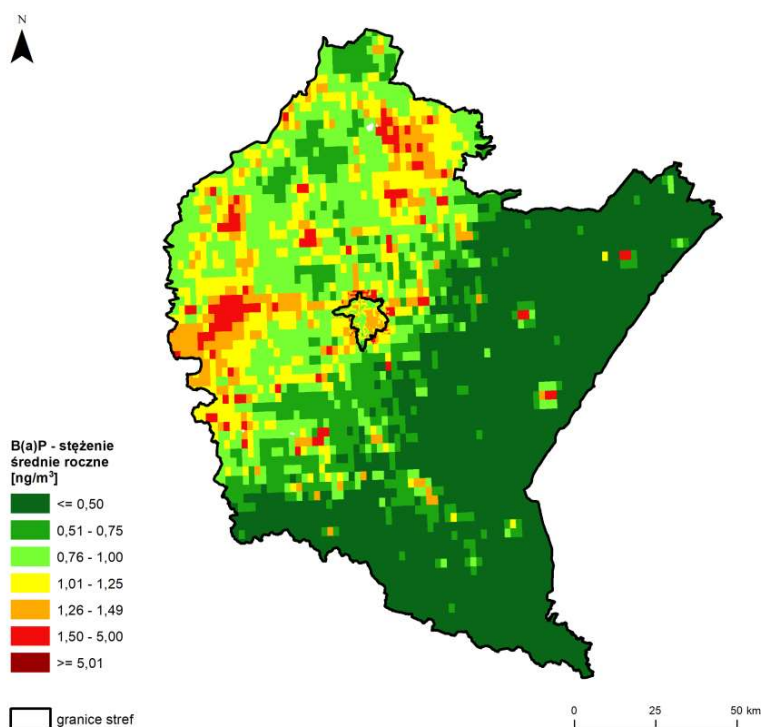 N
B(a)P - stężenie
średnie roczne
[ng/m³]
<= 0,50
0,51 - 0,75
0,76 - 1,00
1,01 - 1,25
1,26 - 1,49
1,50 - 5,00
>= 5,01
granice stref
0 25 50 km